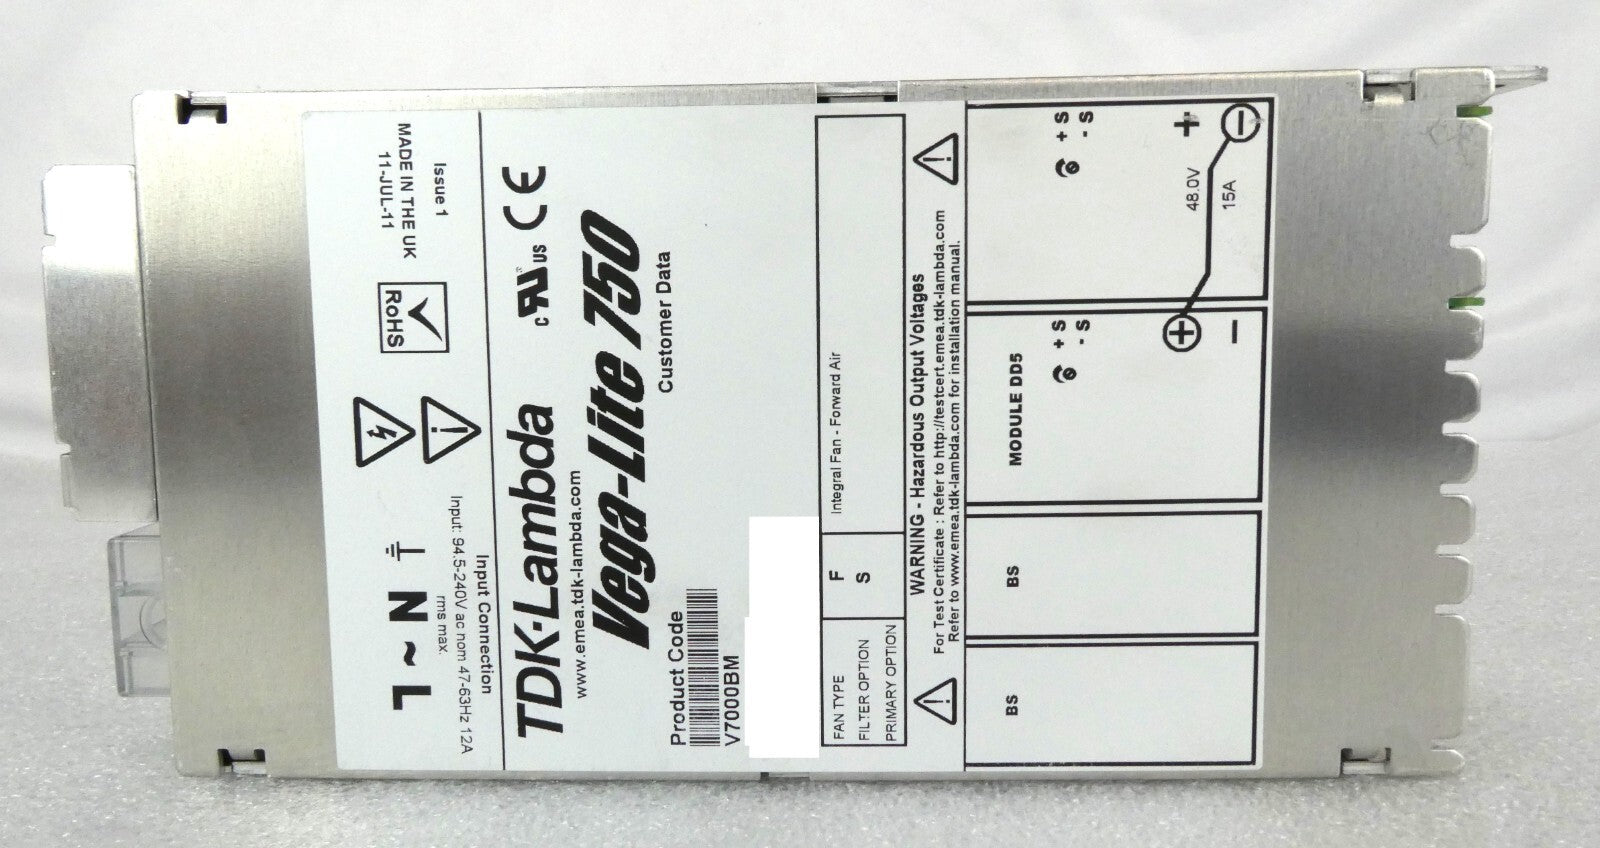 Issue 1
MADE IN THE UK
11-JUL-11
RoHS
Input Connection
Input: 94.5-240V ac nom 47-63Hz 12A
rms max.
L ~ N
TDK-Lambda
c UR US CE
www.emea.tdk-lambda.com
Vega-Lite 750
Customer Data
Product Code
V7000BM
FAN TYPE F Integral Fan - Forward Air
FILTER OPTION S
PRIMARY OPTION
WARNING - Hazardous Output Voltages
For Test Certificate : Refer to http://testcert.emea.tdk-lambda.com
Refer to www.emea.tdk-lambda.com for installation manual.
BS
BS
MODULE DD5
+ S
- S
+
-
+ S
- S
+
48.0V
15A
-